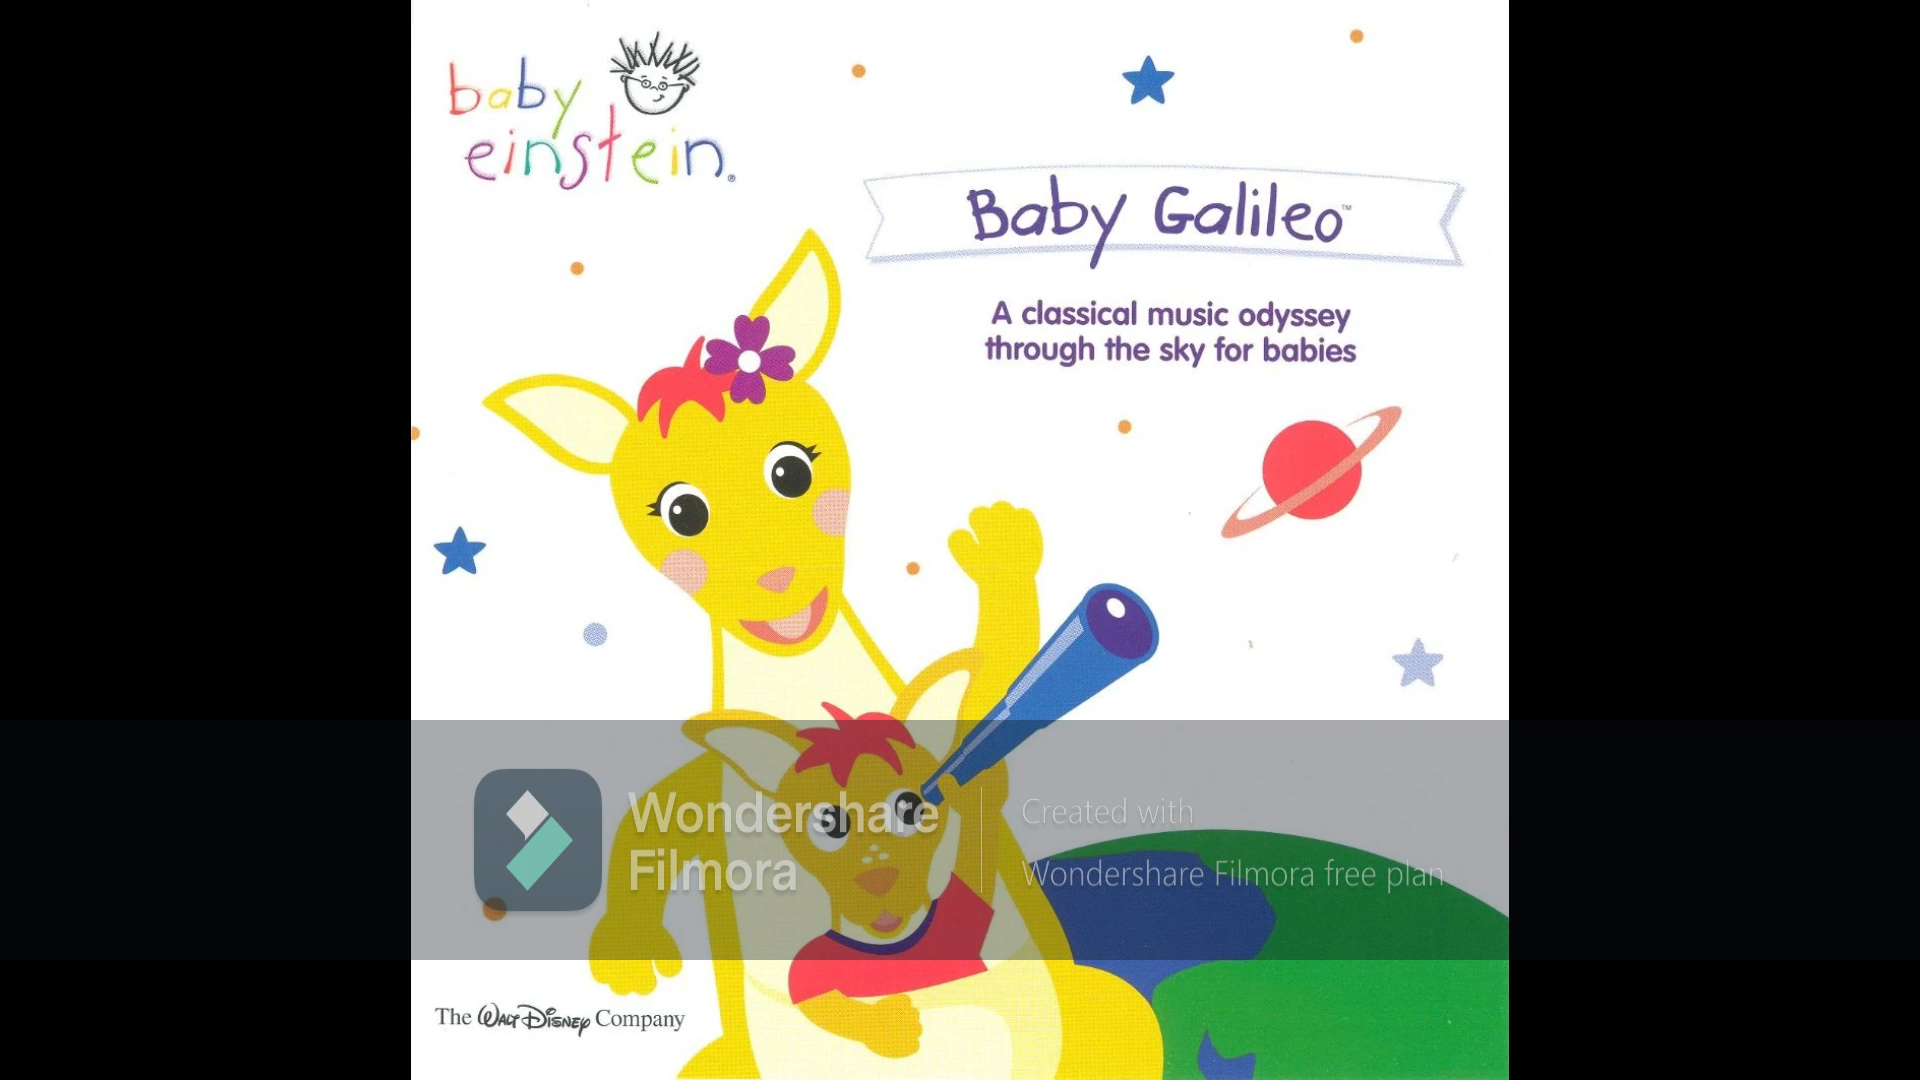 baby
einstein®
Baby Galileo™
A classical music odyssey
through the sky for babies
Wondershare
Filmora
Created with
Wondershare Filmora free plan
The Walt Disney Company